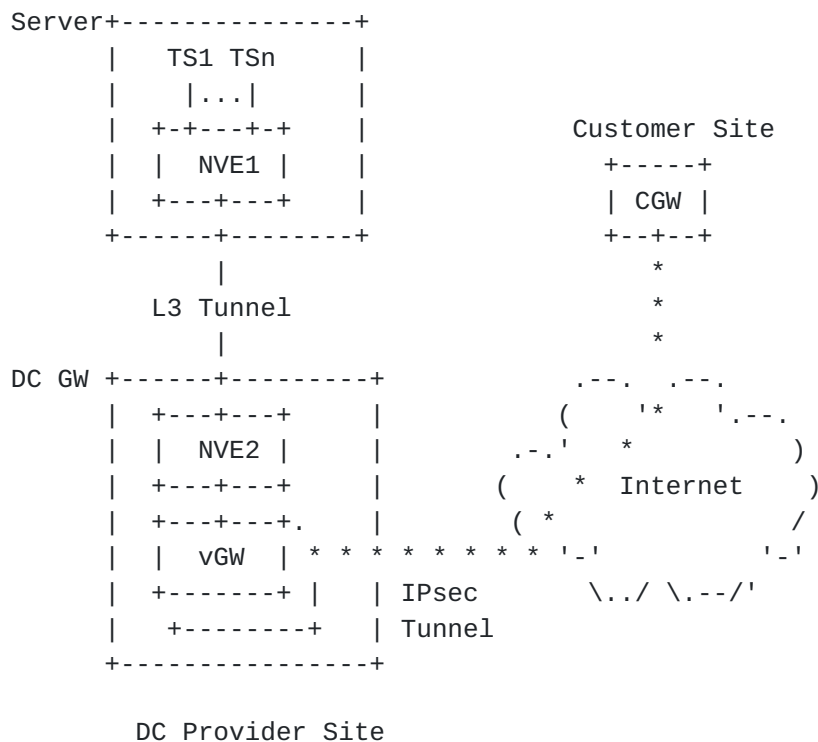 Server+---------------+
      |   TS1 TSn     |
      |    |...|      |
      |  +-+---+-+    |             Customer Site
      |  |  NVE1 |    |               +-----+
      |  +---+---+    |               | CGW |
      +------+--------+               +--+--+
             |                           *
         L3 Tunnel                       *
             |                           *
DC GW +------+---------+            .--.  .--.
      |  +---+---+     |           (    '*   '.--.
      |  |  NVE2 |     |        .-.'   *          )
      |  +---+---+     |       (    *  Internet    )
      |  +---+---+.    |        ( *               /
      |  |  vGW  | * * * * * * * * '-'          '-'
      |  +-------+ |   | IPsec       \../ \.--/'
      |   +--------+   | Tunnel
      +----------------+

        DC Provider Site